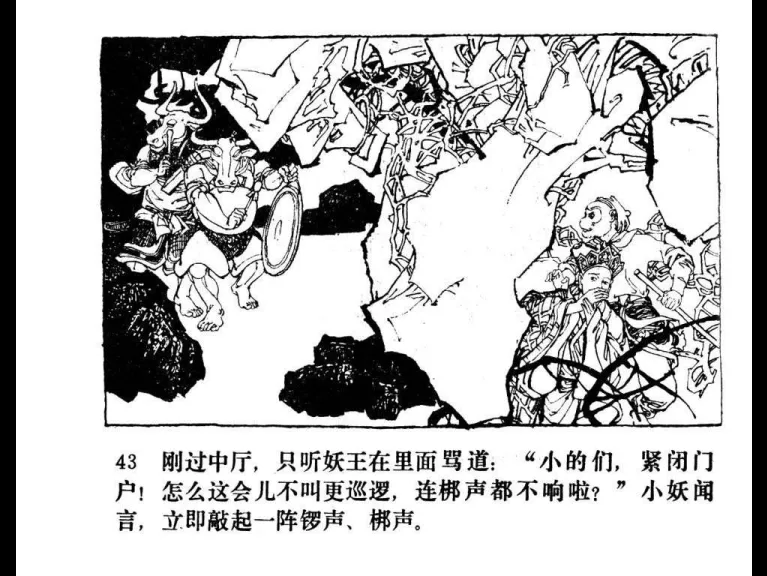 43 刚过中厅，只听妖王在里面骂道：“小的们，紧闭门
户！怎么这会儿不叫更巡逻，连梆声都不响啦？”小妖闻
言，立即敲起一阵锣声、梆声。